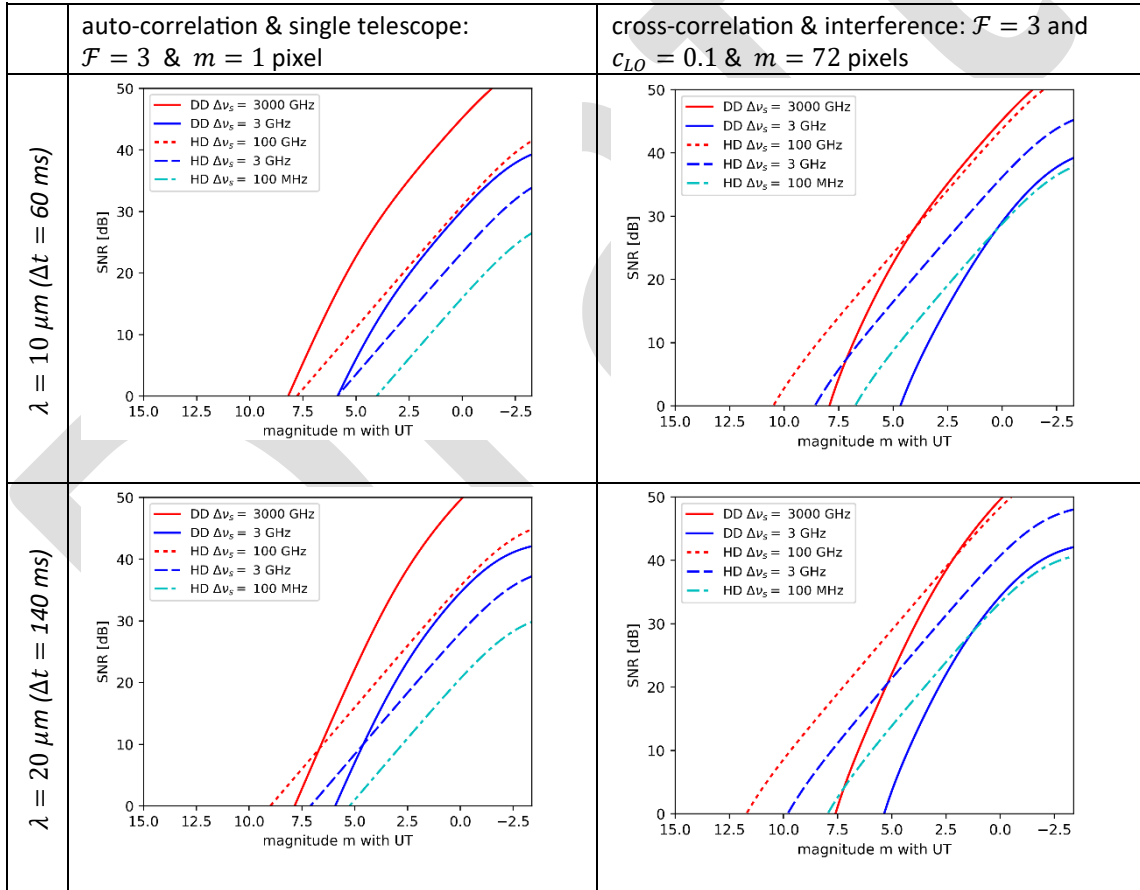 auto-correlation & single telescope:
ℱ = 3 & m = 1 pixel
cross-correlation & interference: ℱ = 3 and
c_LO = 0.1 & m = 72 pixels
λ = 10 μm (Δt = 60 ms)
50
40
30
20
10
0
SNR [dB]
DD Δν_s = 3000 GHz
DD Δν_s = 3 GHz
HD Δν_s = 100 GHz
HD Δν_s = 3 GHz
HD Δν_s = 100 MHz
15.0 12.5 10.0 7.5 5.0 2.5 0.0 −2.5
magnitude m with UT
50
40
30
20
10
0
SNR [dB]
DD Δν_s = 3000 GHz
DD Δν_s = 3 GHz
HD Δν_s = 100 GHz
HD Δν_s = 3 GHz
HD Δν_s = 100 MHz
15.0 12.5 10.0 7.5 5.0 2.5 0.0 −2.5
magnitude m with UT
λ = 20 μm (Δt = 140 ms)
50
40
30
20
10
0
SNR [dB]
DD Δν_s = 3000 GHz
DD Δν_s = 3 GHz
HD Δν_s = 100 GHz
HD Δν_s = 3 GHz
HD Δν_s = 100 MHz
15.0 12.5 10.0 7.5 5.0 2.5 0.0 −2.5
magnitude m with UT
50
40
30
20
10
0
SNR [dB]
DD Δν_s = 3000 GHz
DD Δν_s = 3 GHz
HD Δν_s = 100 GHz
HD Δν_s = 3 GHz
HD Δν_s = 100 MHz
15.0 12.5 10.0 7.5 5.0 2.5 0.0 −2.5
magnitude m with UT